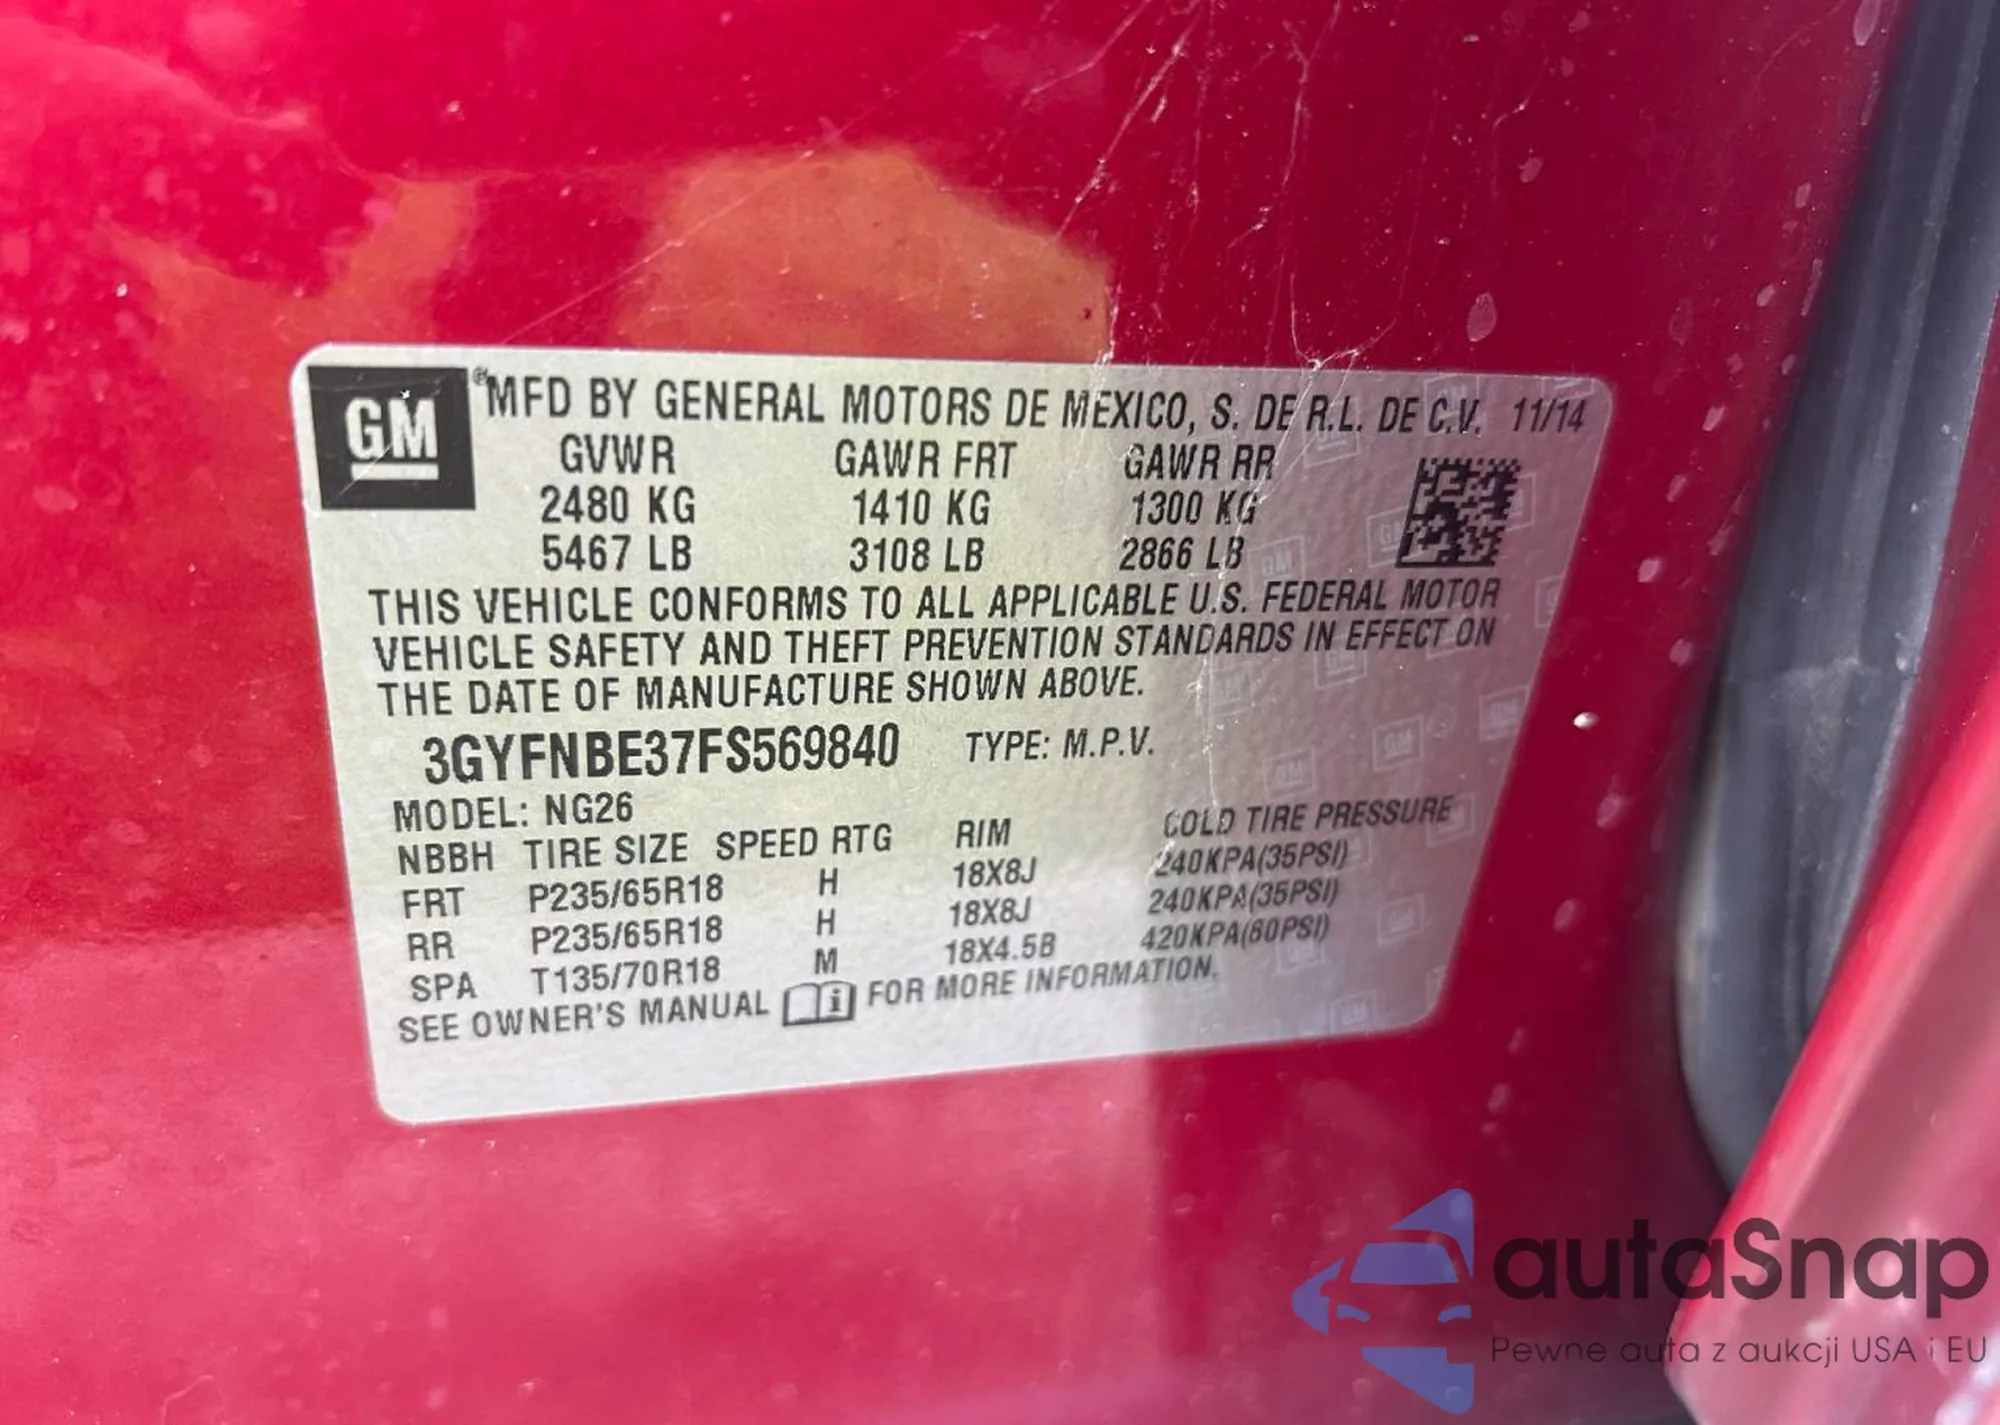 GM
® MFD BY GENERAL MOTORS DE MEXICO, S. DE R.L. DE C.V. 11/14
GVWR GAWR FRT GAWR RR
2480 KG 1410 KG 1300 KG
5467 LB 3108 LB 2866 LB
THIS VEHICLE CONFORMS TO ALL APPLICABLE U.S. FEDERAL MOTOR
VEHICLE SAFETY AND THEFT PREVENTION STANDARDS IN EFFECT ON
THE DATE OF MANUFACTURE SHOWN ABOVE.
3GYFNBE37FS569840 TYPE: M.P.V.
MODEL: NG26
NBBH TIRE SIZE SPEED RTG RIM COLD TIRE PRESSURE
FRT P235/65R18 H 18X8J 240KPA(35PSI)
RR P235/65R18 H 18X8J 240KPA(35PSI)
SPA T135/70R18 M 18X4.5B 420KPA(60PSI)
SEE OWNER'S MANUAL i FOR MORE INFORMATION.
autaSnap
Pewne auta z aukcji USA i EU